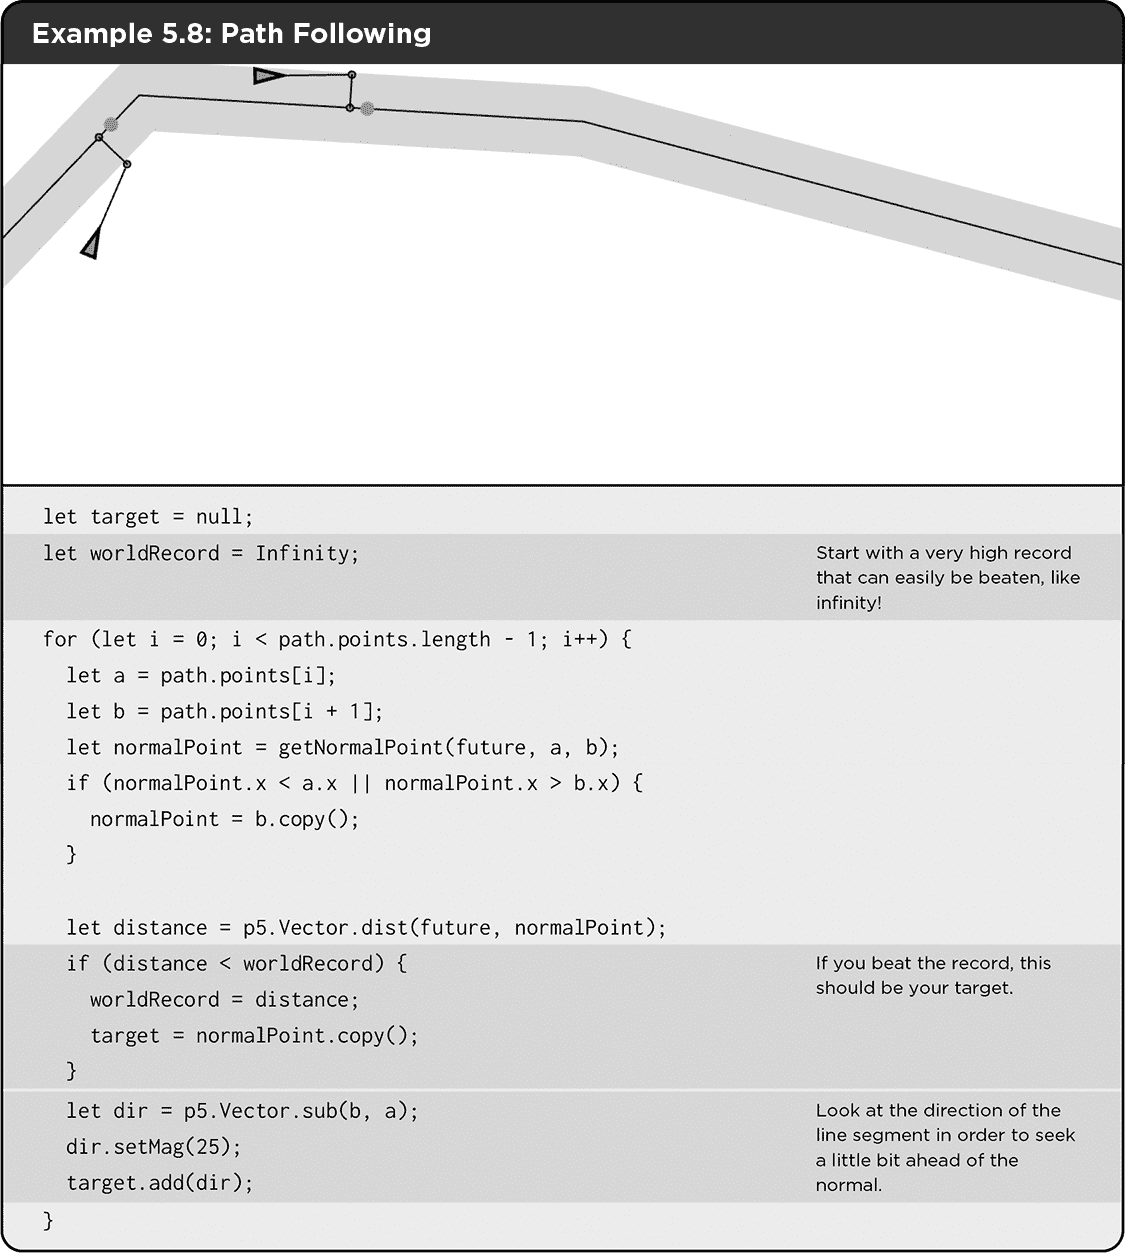 Example 5.8: Path Following
let target = null;
let worldRecord = Infinity;
Start with a very high record
that can easily be beaten, like
infinity!
for (let i = 0; i < path.points.length - 1; i++) {
let a = path.points[i];
let b = path.points[i + 1];
let normalPoint = getNormalPoint(future, a, b);
if (normalPoint.x < a.x || normalPoint.x > b.x) {
normalPoint = b.copy();
}
let distance = p5.Vector.dist(future, normalPoint);
if (distance < worldRecord) {
worldRecord = distance;
target = normalPoint.copy();
}
If you beat the record, this
should be your target.
let dir = p5.Vector.sub(b, a);
dir.setMag(25);
target.add(dir);
Look at the direction of the
line segment in order to seek
a little bit ahead of the
normal.
}